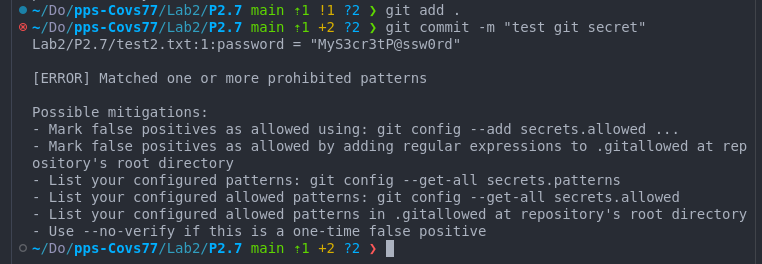 ~/Do/pps-Covs77/Lab2/P2.7 main ⇡1 !1 ?2 ❯ git add .
~/Do/pps-Covs77/Lab2/P2.7 main ⇡1 +2 ?2 ❯ git commit -m "test git secret"
Lab2/P2.7/test2.txt:1:password = "MyS3cr3tP@ssw0rd"
[ERROR] Matched one or more prohibited patterns
Possible mitigations:
- Mark false positives as allowed using: git config --add secrets.allowed ...
- Mark false positives as allowed by adding regular expressions to .gitallowed at rep
ository's root directory
- List your configured patterns: git config --get-all secrets.patterns
- List your configured allowed patterns: git config --get-all secrets.allowed
- List your configured allowed patterns in .gitallowed at repository's root directory
- Use --no-verify if this is a one-time false positive
~/Do/pps-Covs77/Lab2/P2.7 main ⇡1 +2 ?2 ❯